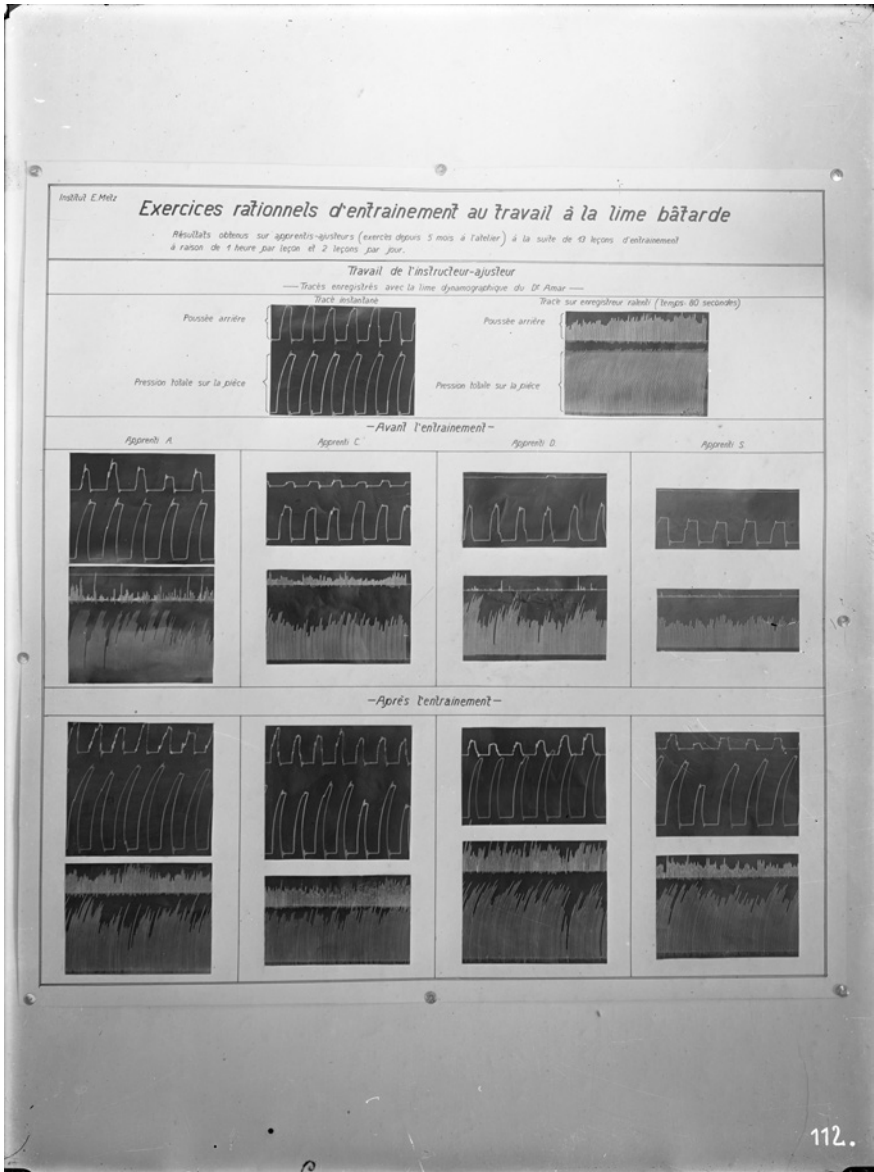 Institut E.Metz
Exercices rationnels d'entrainement au travail à la lime bâtarde
Résultats obtenus sur apprentis-ajusteurs (exercés depuis 5 mois à l'atelier) à la suite de 13 leçons d'entrainement
à raison de 1 heure par leçon et 2 leçons par jour.
Travail de l'instructeur-ajusteur
—Tracés enregistrés avec la lime dynamographique du Dr Amar—
Tracé instantané
Tracé sur enregistreur ralenti (temps: 80 secondes)
Poussée arrière
Poussée arrière
Pression totale sur la pièce
Pression totale sur la pièce
—Avant l'entrainement—
Apprenti A.
Apprenti C
Apprenti D.
Apprenti S.
—Après l'entrainement—
112.